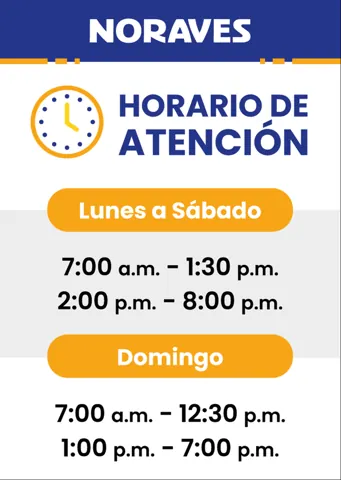 NORAVES
HORARIO DE
ATENCIÓN
Lunes a Sábado
7:00 a.m. - 1:30 p.m.
2:00 p.m. - 8:00 p.m.
Domingo
7:00 a.m. - 12:30 p.m.
1:00 p.m. - 7:00 p.m.